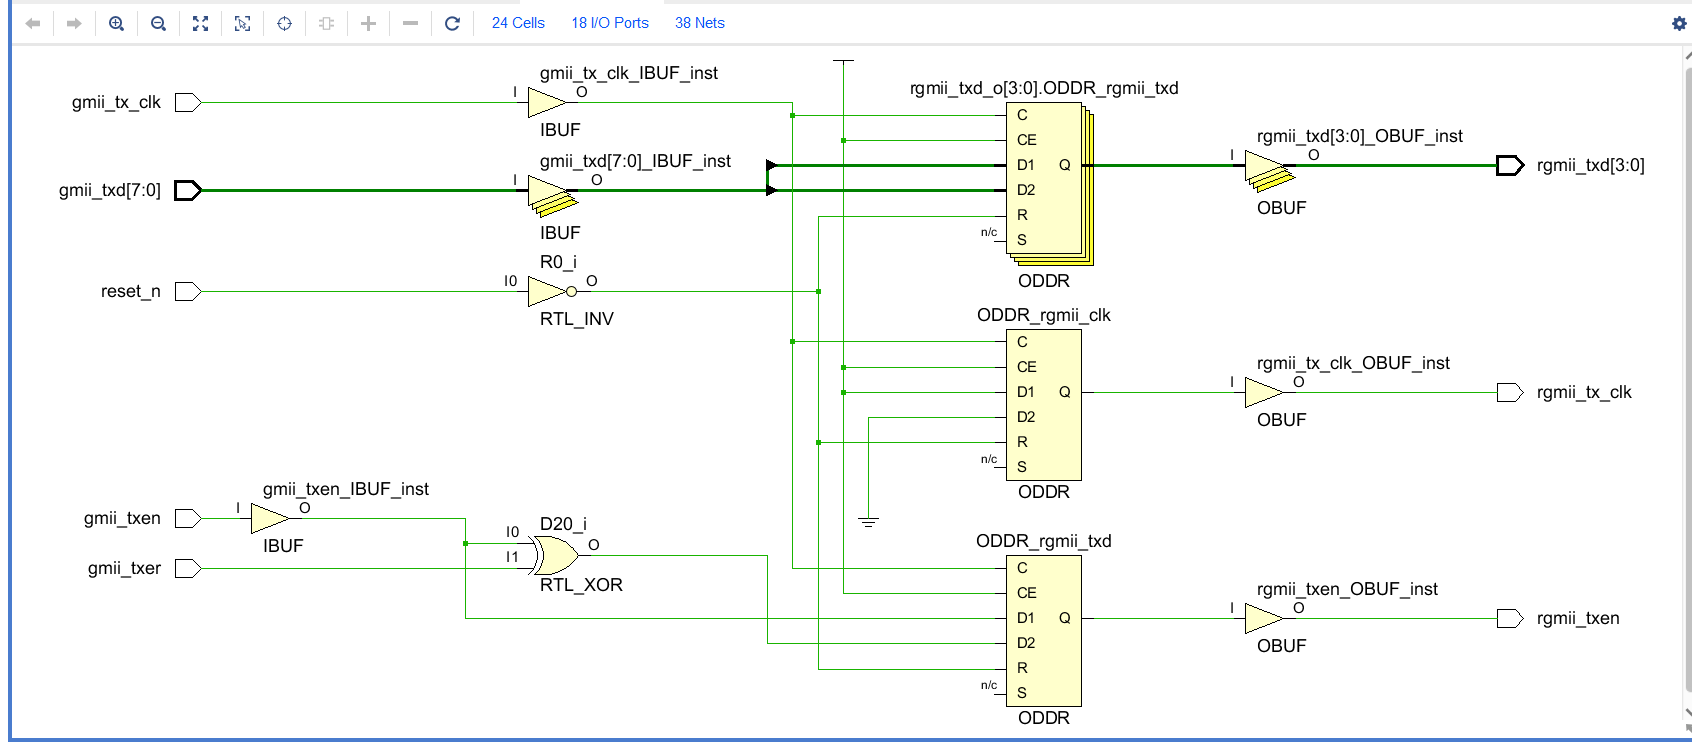 24 Cells 18 I/O Ports 38 Nets
gmii_tx_clk
I
gmii_tx_clk_IBUF_inst
O
IBUF
gmii_txd[7:0]
I
gmii_txd[7:0]_IBUF_inst
O
IBUF
reset_n
I0
R0_i
O
RTL_INV
gmii_txen
I
gmii_txen_IBUF_inst
O
IBUF
gmii_txer
I0
I1
D20_i
O
RTL_XOR
rgmii_txd_o[3:0].ODDR_rgmii_txd
C
CE
D1 Q
D2
R
n/c S
ODDR
rgmii_txd[3:0]_OBUF_inst
I O
OBUF
rgmii_txd[3:0]
ODDR_rgmii_clk
C
CE
D1 Q
D2
R
n/c S
ODDR
rgmii_tx_clk_OBUF_inst
I O
OBUF
rgmii_tx_clk
ODDR_rgmii_txd
C
CE
D1 Q
D2
R
n/c S
ODDR
rgmii_txen_OBUF_inst
I O
OBUF
rgmii_txen